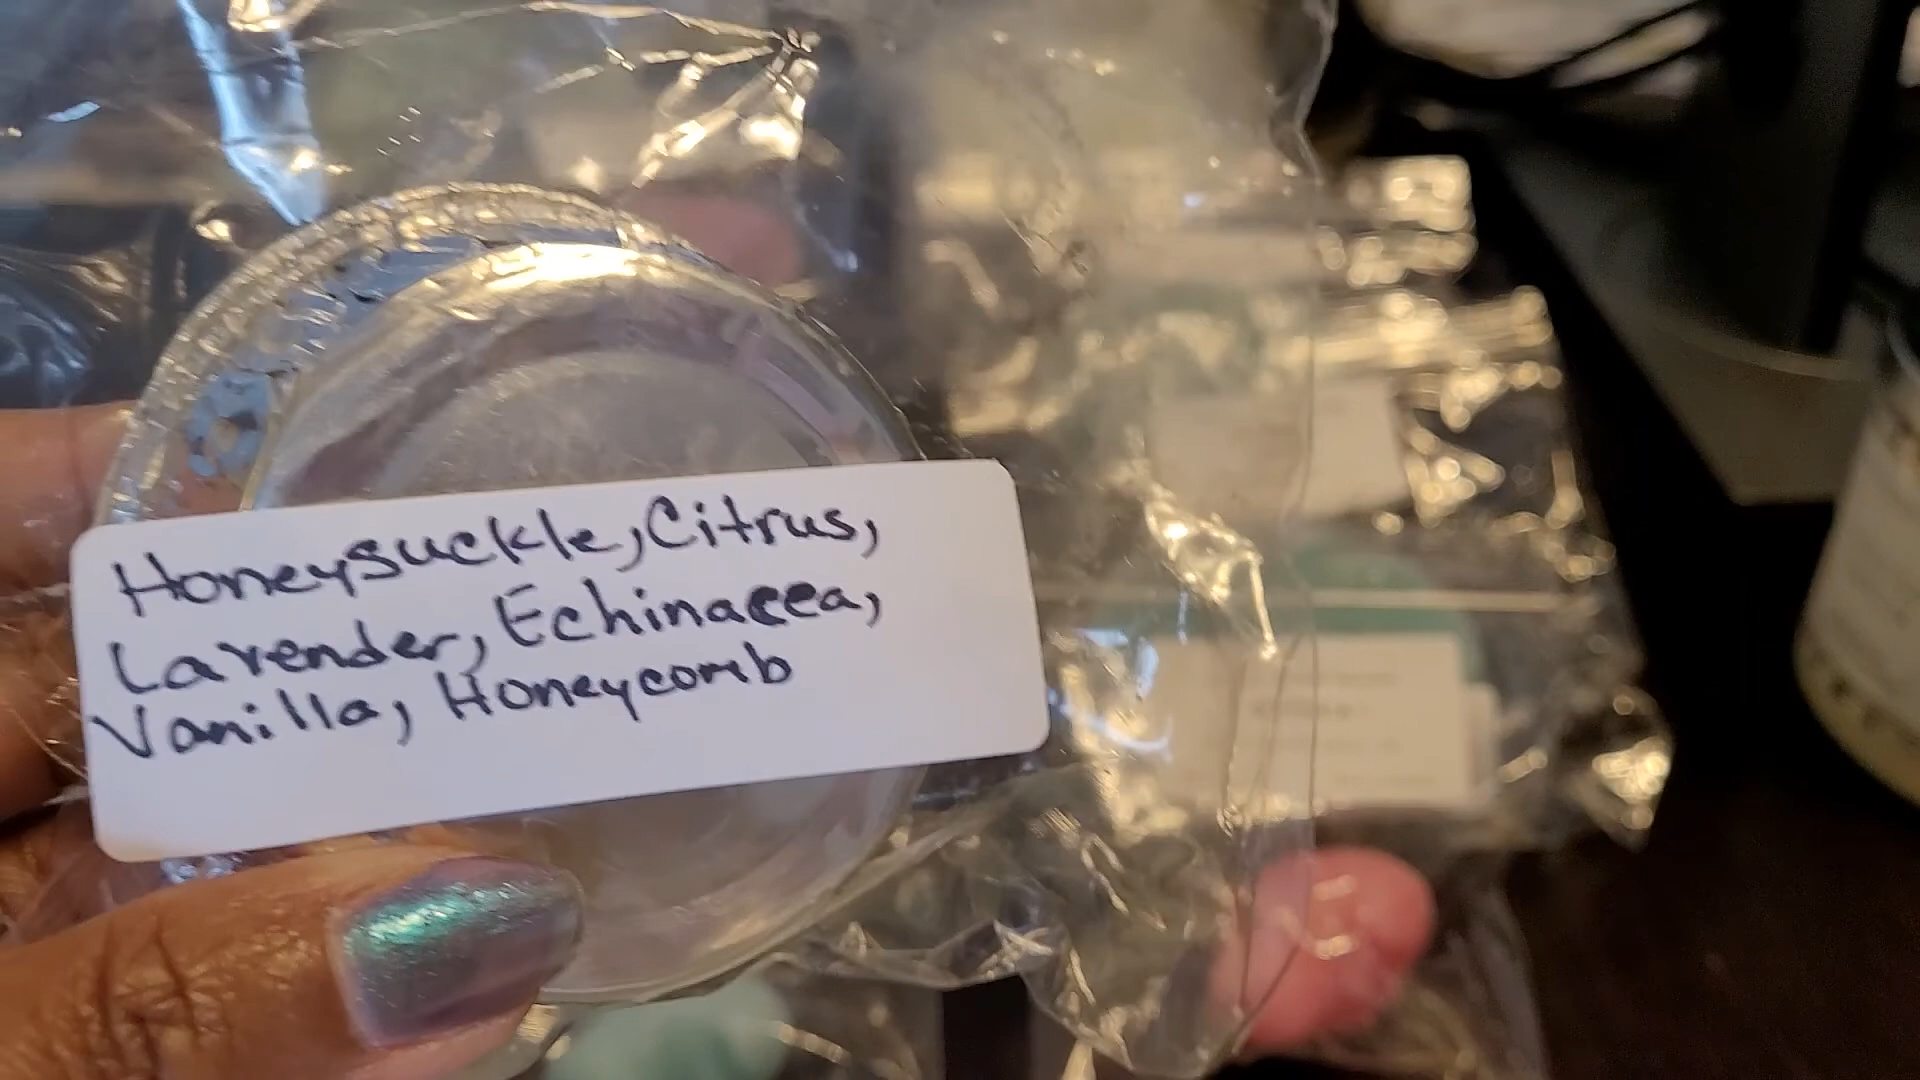 Honeysuckle, Citrus,
Lavender, Echinacea,
Vanilla, Honeycomb